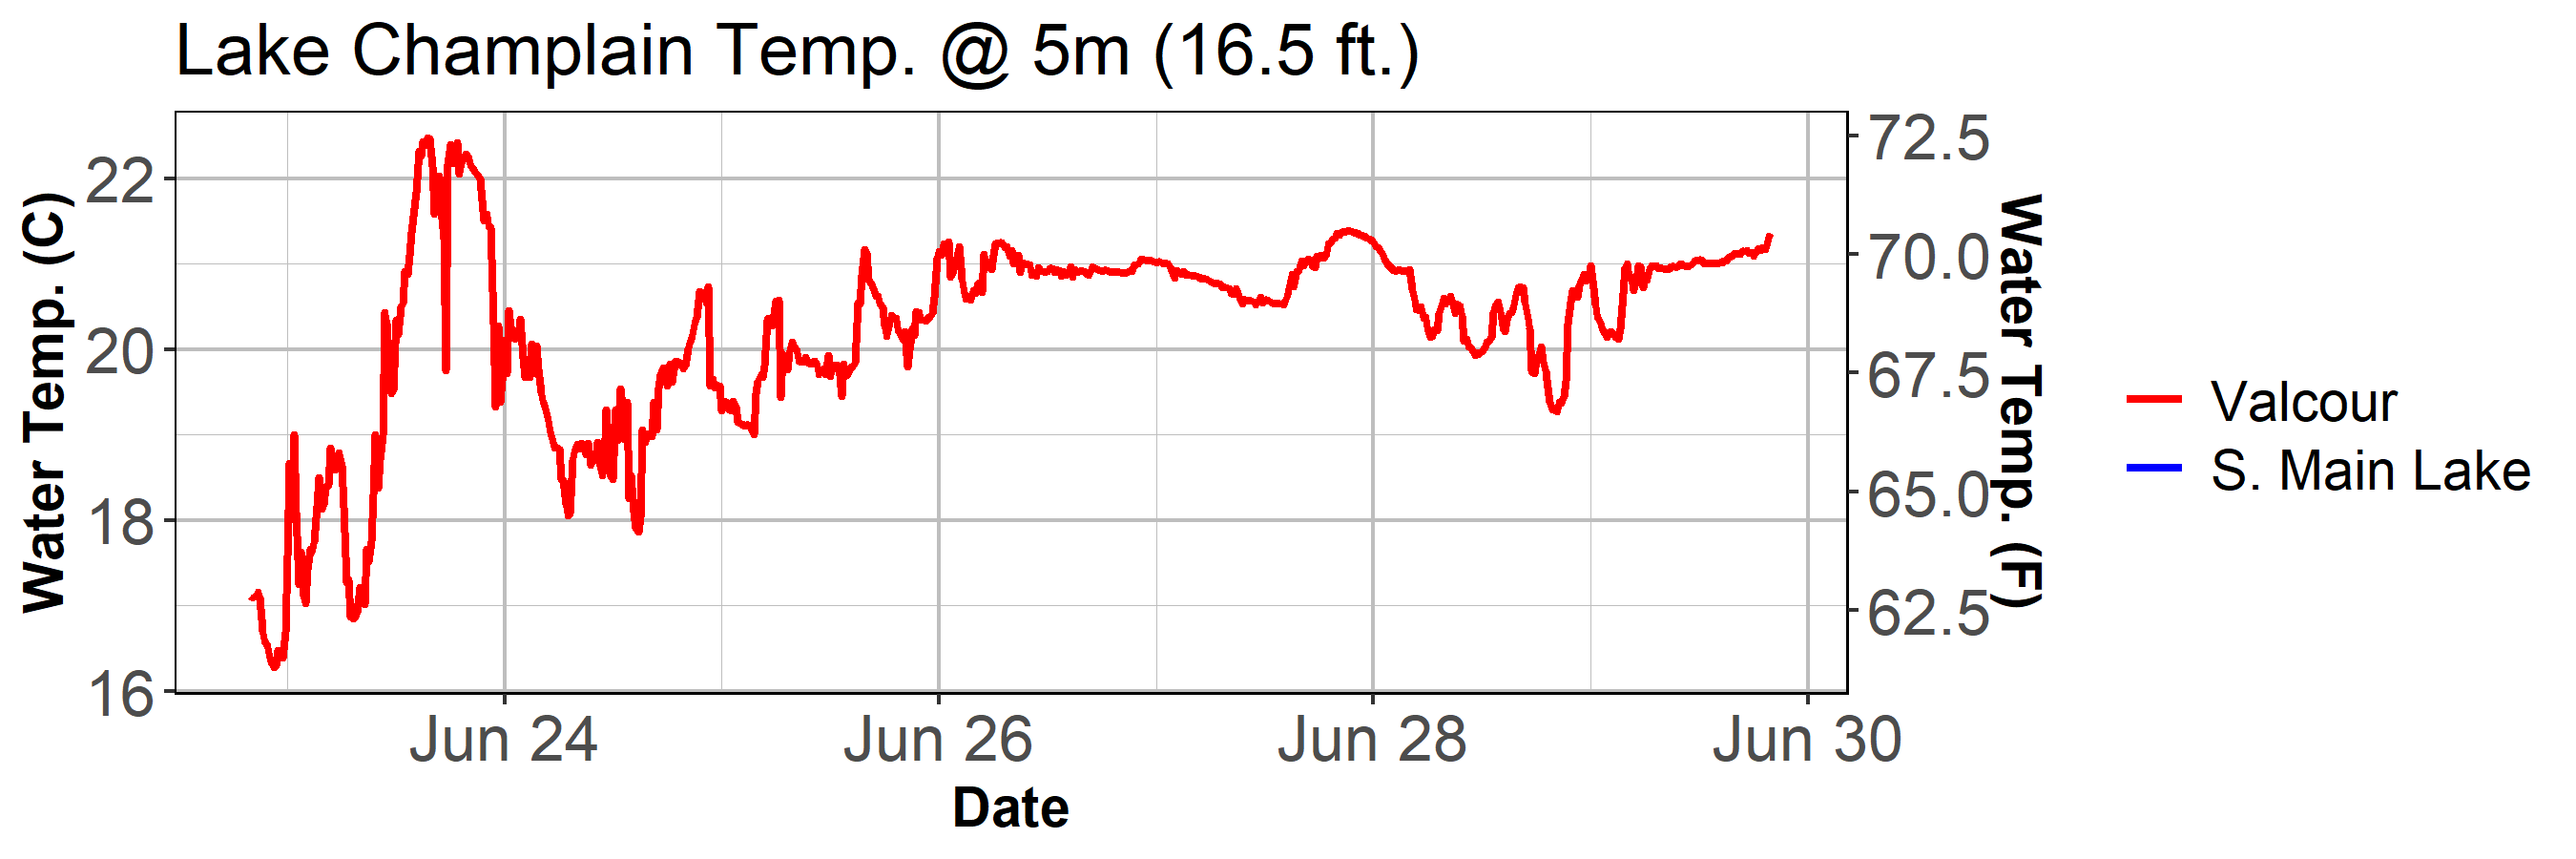 Lake Champlain Temp. @ 5m (16.5 ft.)
Water Temp. (C)
22
20
18
16
72.5
70.0
67.5
65.0
62.5
Water Temp. (F)
Jun 24
Jun 26
Jun 28
Jun 30
Date
Valcour
S. Main Lake